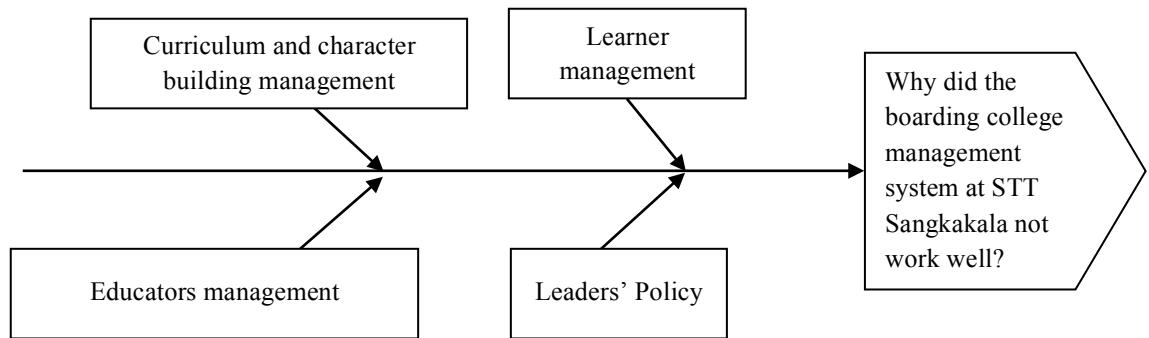 Curriculum and character
building management
Learner
management
Why did the
boarding college
management
system at STT
Sangkakala not
work well?
Educators management
Leaders’ Policy